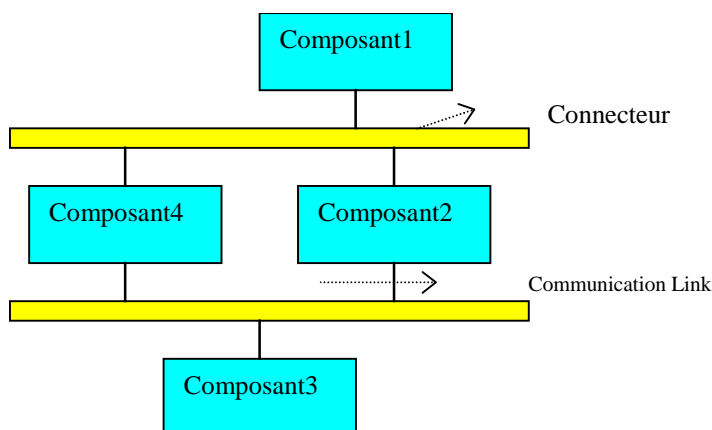 Composant1
Connecteur
Composant4
Composant2
Communication Link
Composant3